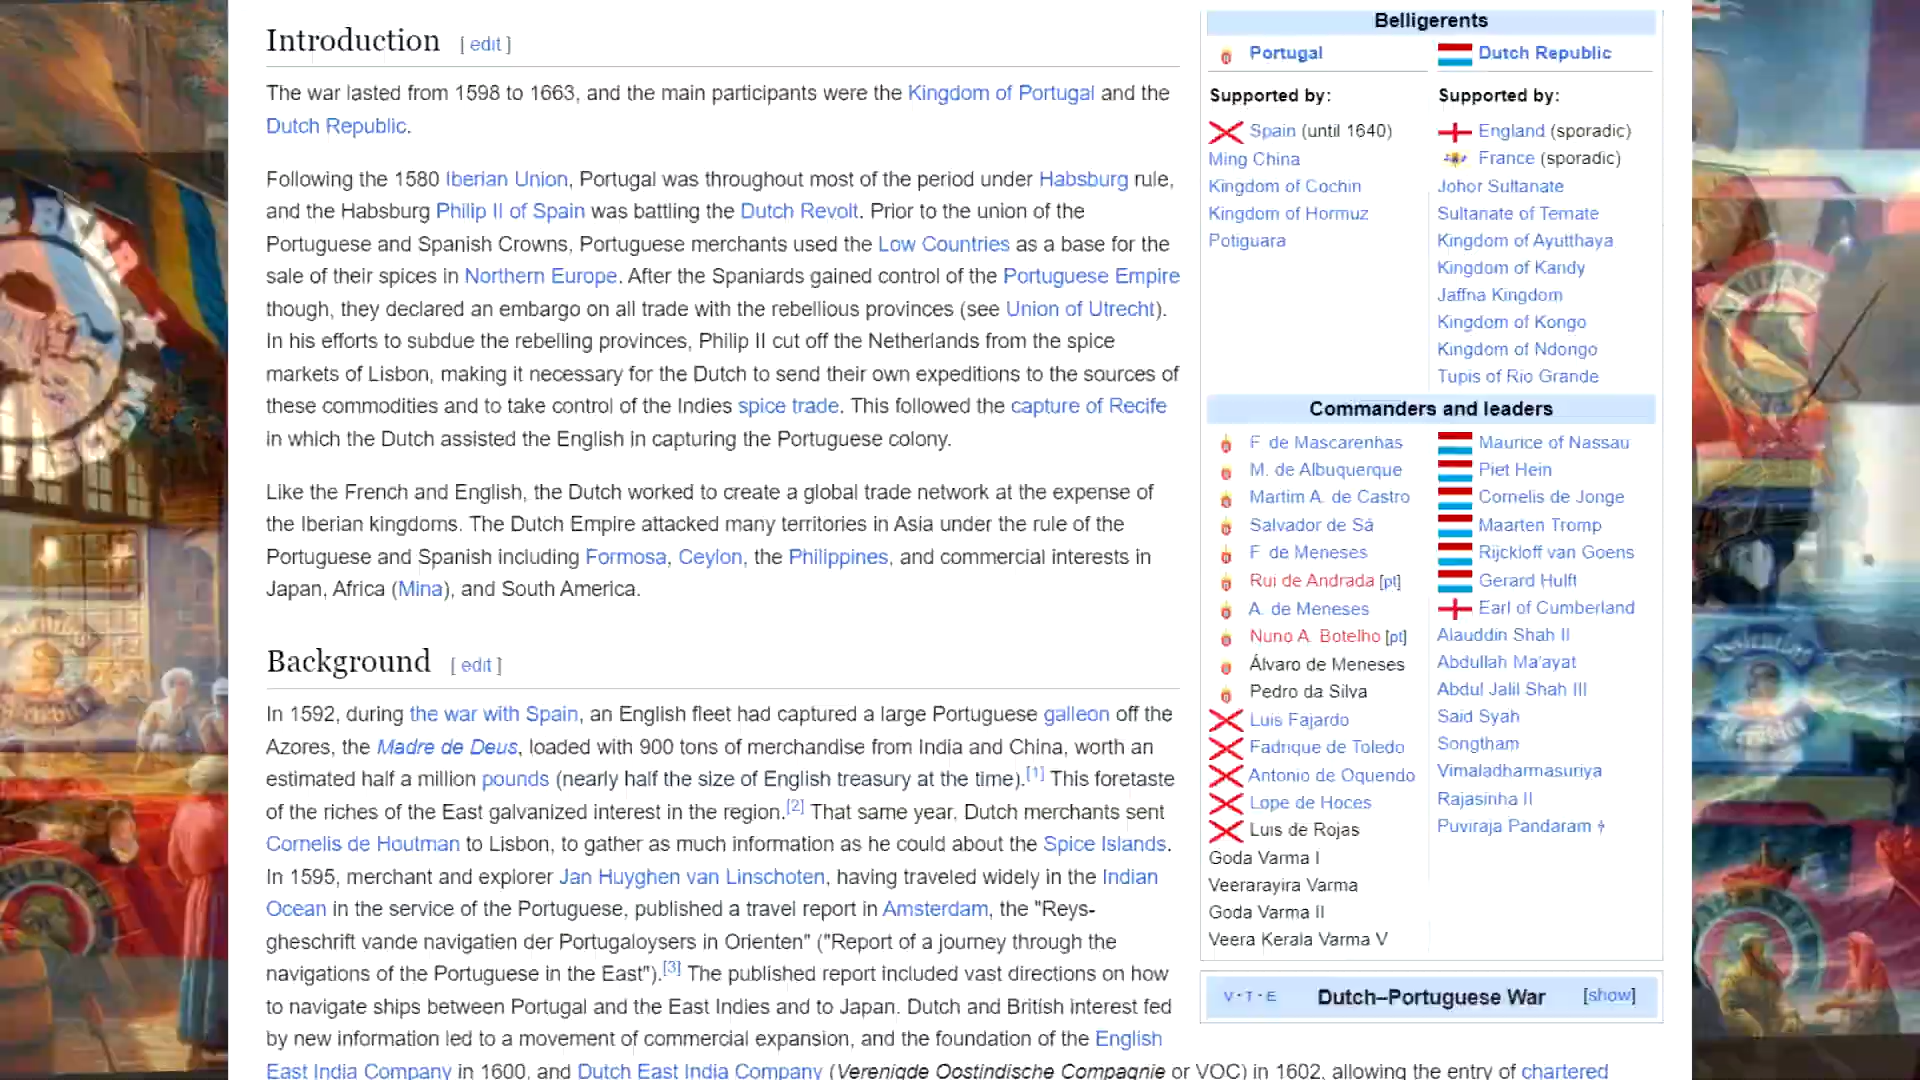 Introduction [ edit ]
The war lasted from 1598 to 1663, and the main participants were the Kingdom of Portugal and the
Dutch Republic.
Following the 1580 Iberian Union, Portugal was throughout most of the period under Habsburg rule,
and the Habsburg Philip II of Spain was battling the Dutch Revolt. Prior to the union of the
Portuguese and Spanish Crowns, Portuguese merchants used the Low Countries as a base for the
sale of their spices in Northern Europe. After the Spaniards gained control of the Portuguese Empire
though, they declared an embargo on all trade with the rebellious provinces (see Union of Utrecht).
In his efforts to subdue the rebelling provinces, Philip II cut off the Netherlands from the spice
markets of Lisbon, making it necessary for the Dutch to send their own expeditions to the sources of
these commodities and to take control of the Indies spice trade. This followed the capture of Recife
in which the Dutch assisted the English in capturing the Portuguese colony.
Like the French and English, the Dutch worked to create a global trade network at the expense of
the Iberian kingdoms. The Dutch Empire attacked many territories in Asia under the rule of the
Portuguese and Spanish including Formosa, Ceylon, the Philippines, and commercial interests in
Japan, Africa (Mina), and South America.
Background [ edit ]
In 1592, during the war with Spain, an English fleet had captured a large Portuguese galleon off the
Azores, the Madre de Deus, loaded with 900 tons of merchandise from India and China, worth an
estimated half a million pounds (nearly half the size of English treasury at the time).[1] This foretaste
of the riches of the East galvanized interest in the region.[2] That same year, Dutch merchants sent
Cornelis de Houtman to Lisbon, to gather as much information as he could about the Spice Islands.
In 1595, merchant and explorer Jan Huyghen van Linschoten, having traveled widely in the Indian
Ocean in the service of the Portuguese, published a travel report in Amsterdam, the "Reys-
gheschrift vande navigatien der Portugaloysers in Orienten" ("Report of a journey through the
navigations of the Portuguese in the East").[3] The published report included vast directions on how
to navigate ships between Portugal and the East Indies and to Japan. Dutch and British interest fed
by new information led to a movement of commercial expansion, and the foundation of the English
East India Company in 1600, and Dutch East India Company (Verenigde Oostindische Compagnie or VOC) in 1602, allowing the entry of chartered
Belligerents
Portugal
Supported by:
Spain (until 1640)
Ming China
Kingdom of Cochin
Kingdom of Hormuz
Potiguara
Dutch Republic
Supported by:
England (sporadic)
France (sporadic)
Johor Sultanate
Sultanate of Ternate
Kingdom of Ayutthaya
Kingdom of Kandy
Jaffna Kingdom
Kingdom of Kongo
Kingdom of Ndongo
Tupis of Rio Grande
Commanders and leaders
F. de Mascarenhas
M. de Albuquerque
Martim A. de Castro
Salvador de Sá
F. de Meneses
Rui de Andrada [pt]
A. de Meneses
Nuno A. Botelho [pt]
Álvaro de Meneses
Pedro da Silva
Luis Fajardo
Fadrique de Toledo
Antonio de Oquendo
Lope de Hoces
Luis de Rojas
Goda Varma I
Veerarayira Varma
Goda Varma II
Veera Kerala Varma V
Maurice of Nassau
Piet Hein
Cornelis de Jonge
Maarten Tromp
Rijckloff van Goens
Gerard Hulft
Earl of Cumberland
Alauddin Shah II
Abdullah Ma'ayat
Abdul Jalil Shah III
Said Syah
Songtham
Vimaladharmasuriya
Rajasinha II
Puviraja Pandaram †
V·T·E Dutch–Portuguese War [show]